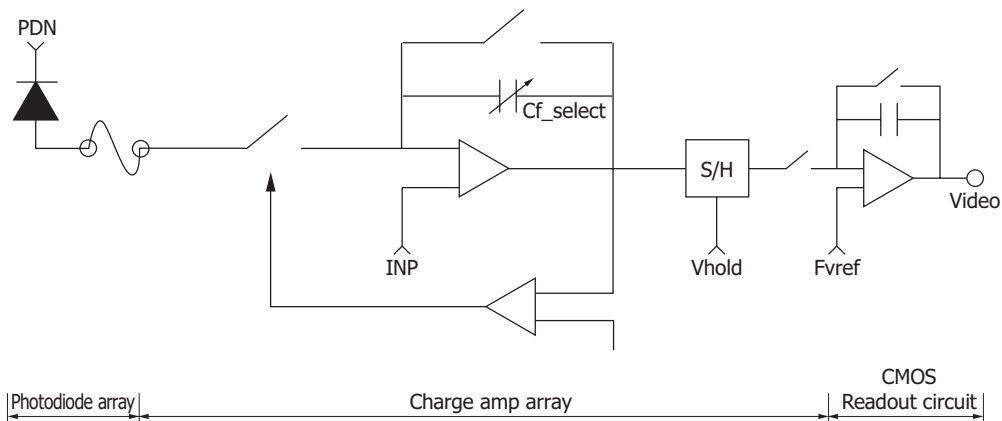 PDN
Cf_select
S/H
Video
INP
Vhold
Fvref
CMOS
Photodiode array
Charge amp array
Readout circuit